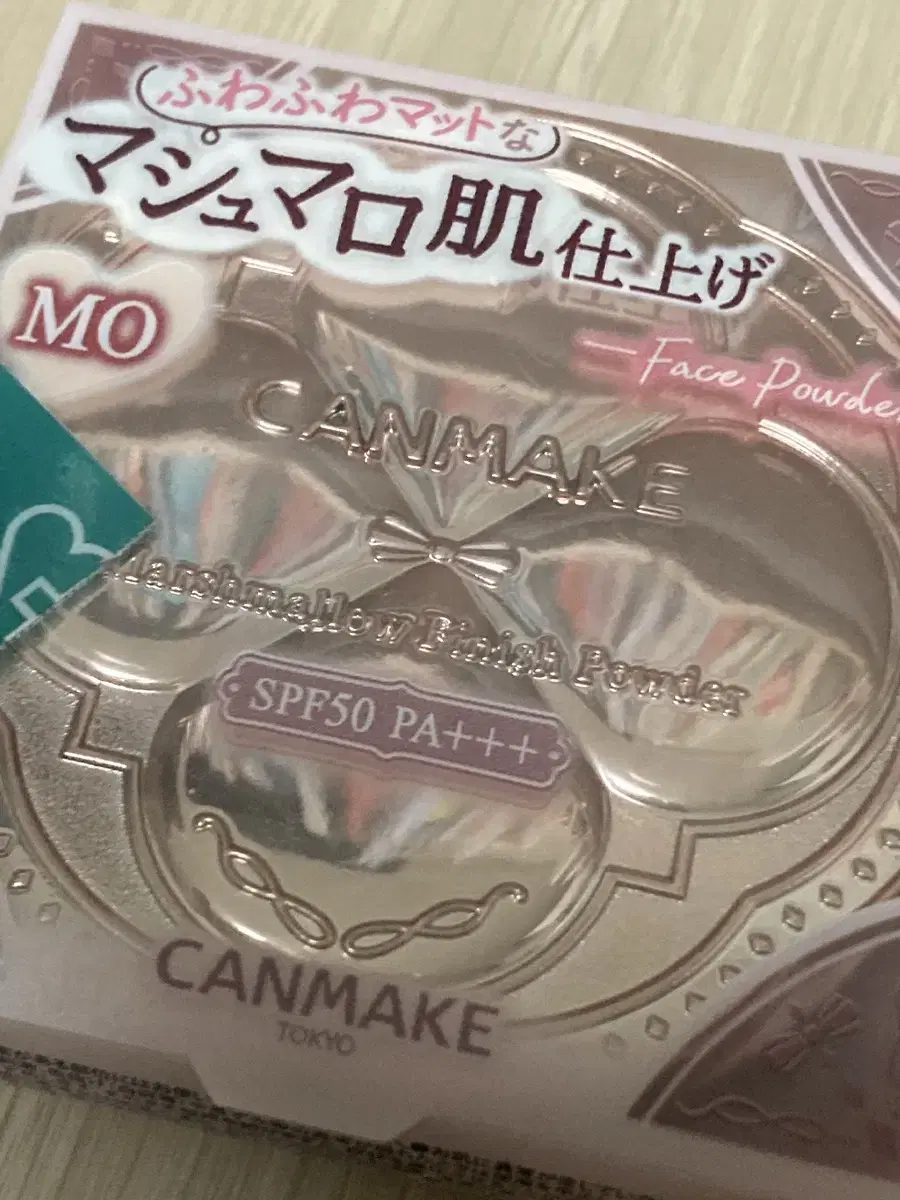 ふわふわマットな
マシュマロ肌仕上げ
MO
Face Powder
CANMAKE
Marshmallow Finish Powder
SPF50 PA+++
CANMAKE
TOKYO